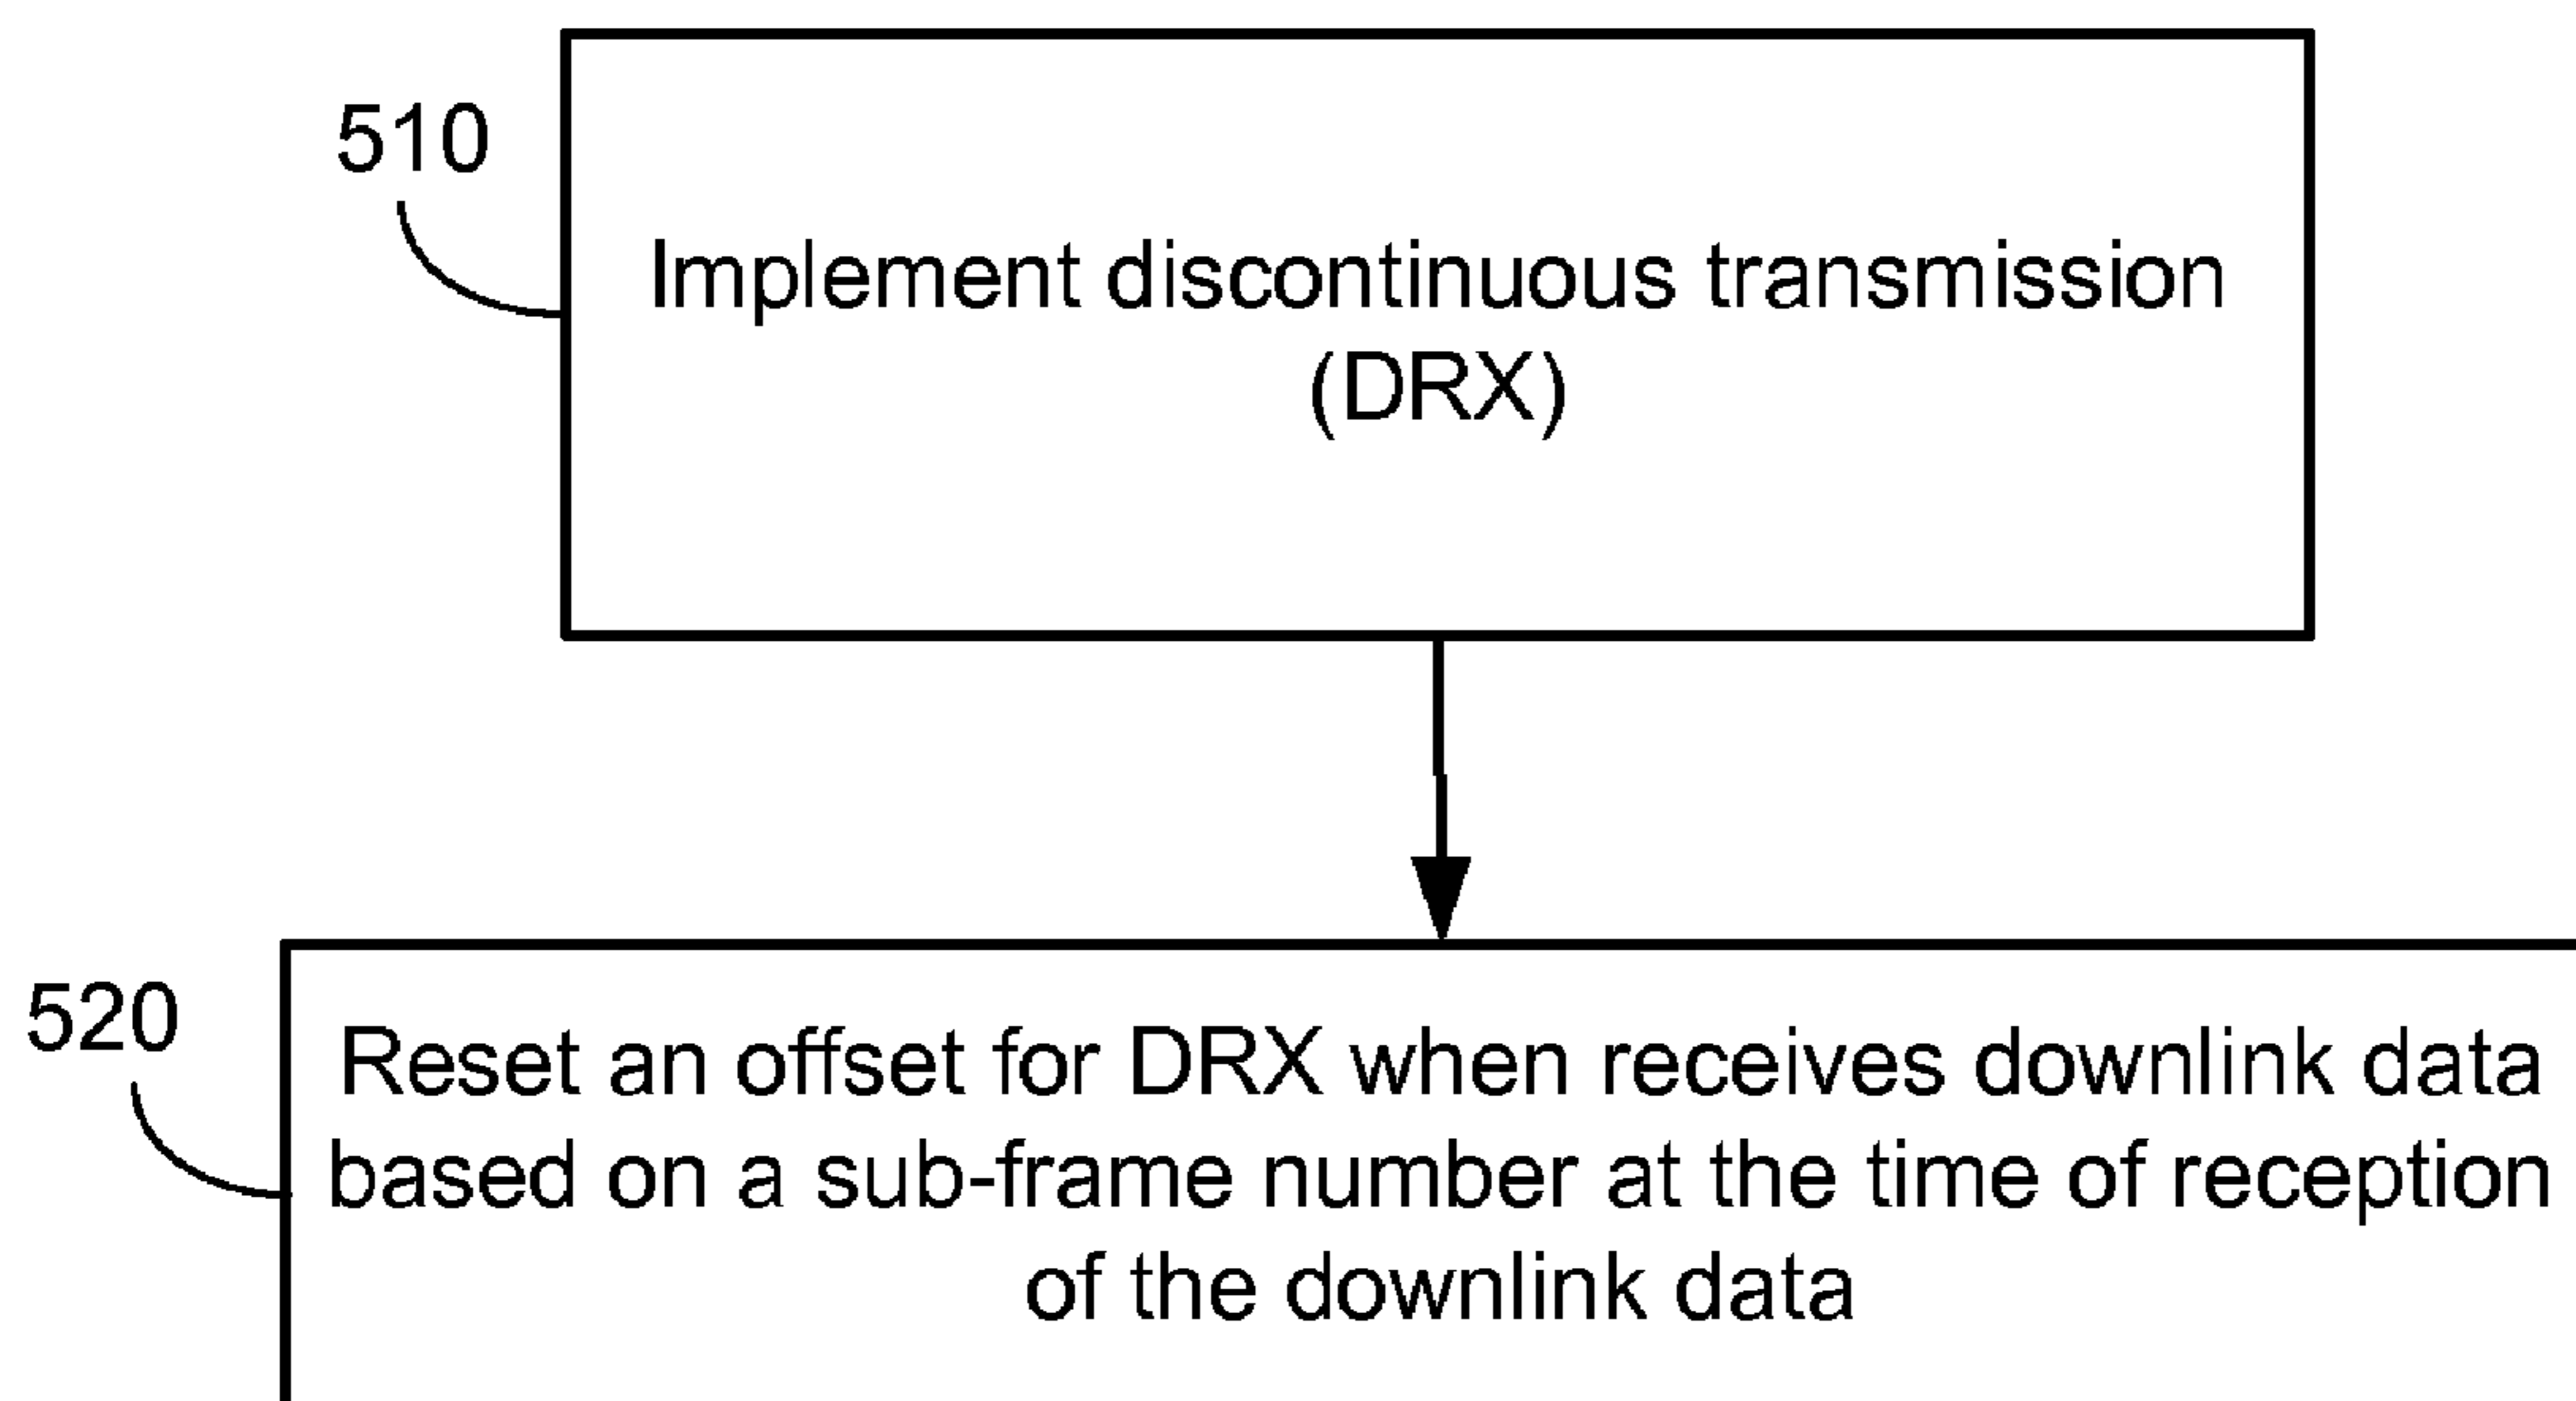 510
Implement discontinuous transmission
(DRX)
520
Reset an offset for DRX when receives downlink data
based on a sub-frame number at the time of reception
of the downlink data